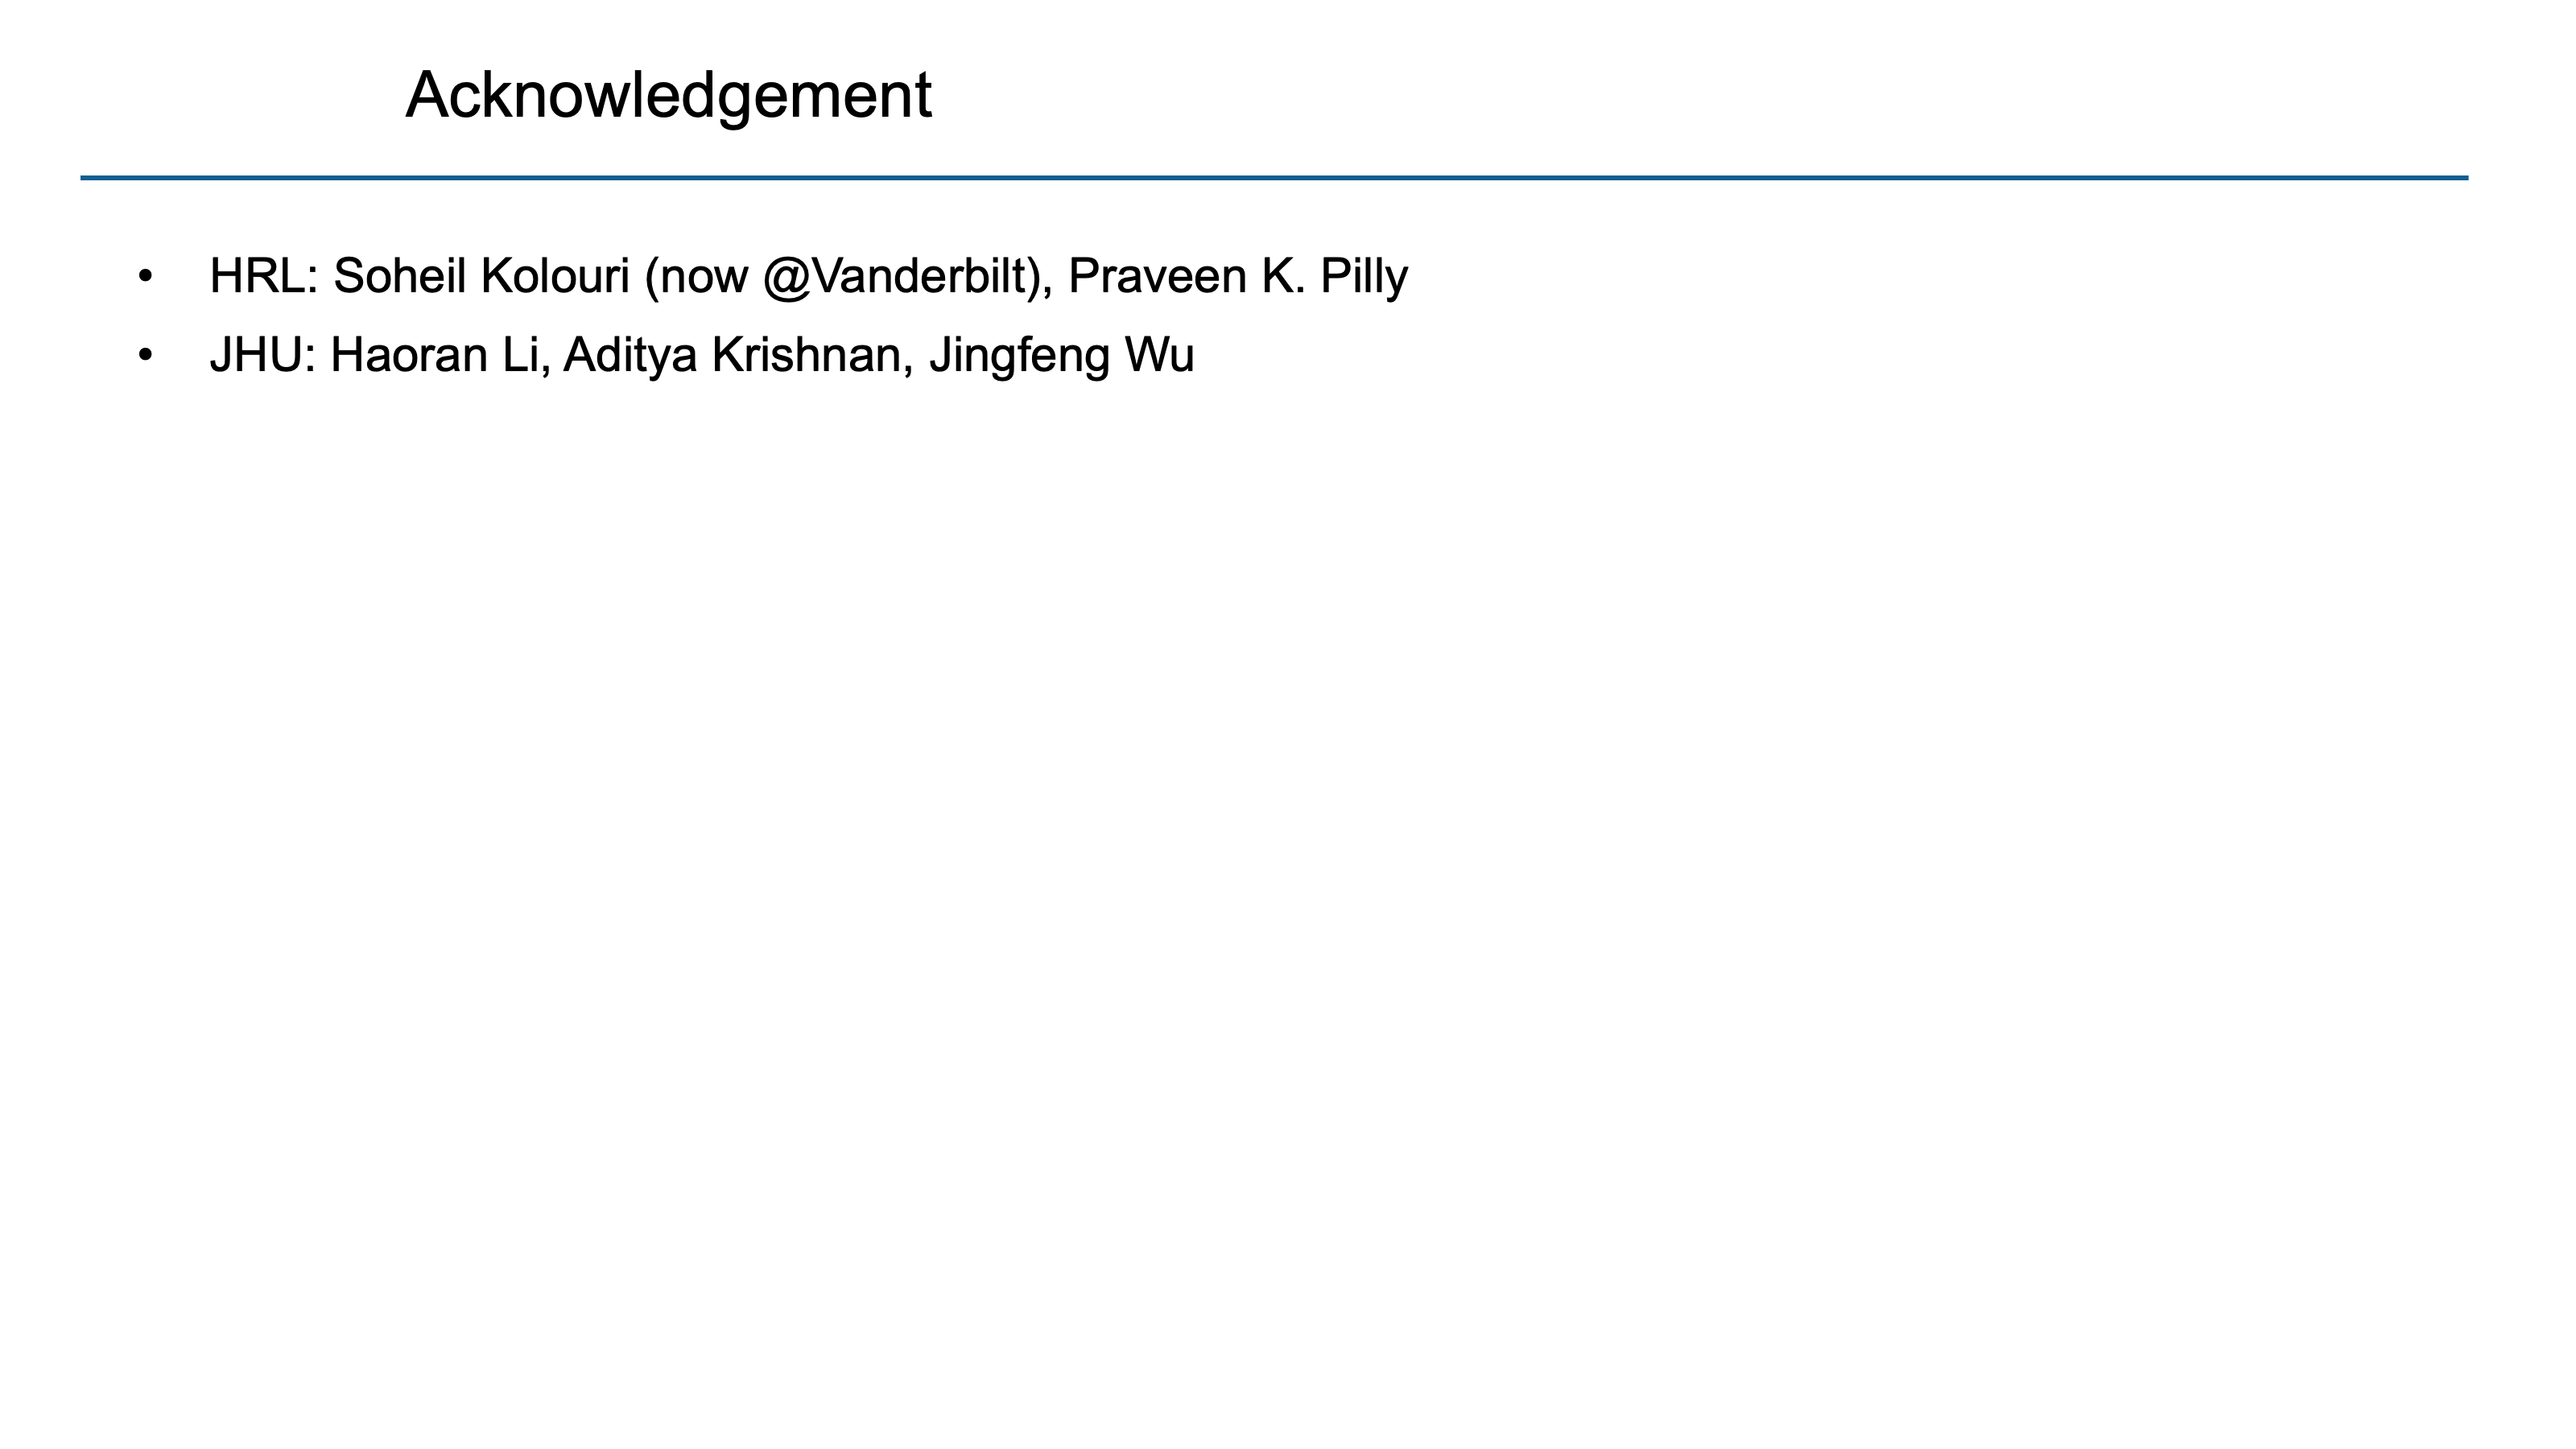 Acknowledgement
• HRL: Soheil Kolouri (now @Vanderbilt), Praveen K. Pilly
• JHU: Haoran Li, Aditya Krishnan, Jingfeng Wu